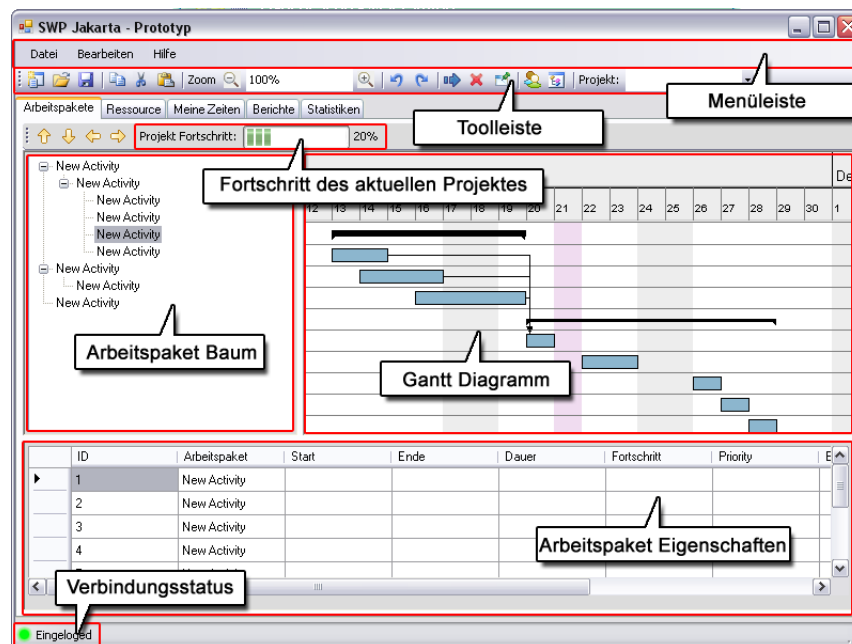 SWP Jakarta - Prototyp
Datei Bearbeiten Hilfe
Menüleiste
Zoom 100% Projekt:
Toolleiste
Arbeitspakete Ressource Meine Zeiten Berichte Statistiken
Projekt Fortschritt: 20%
Fortschritt des aktuellen Projektes
New Activity
New Activity
New Activity
New Activity
New Activity
New Activity
New Activity
New Activity
New Activity
Arbeitspaket Baum
De
12 13 14 15 16 17 18 19 20 21 22 23 24 25 26 27 28 29 30 1
Gantt Diagramm
ID Arbeitspaket Start Ende Dauer Fortschritt Priority E
1 New Activity
2 New Activity
3 New Activity
4 New Activity
Arbeitspaket Eigenschaften
Verbindungsstatus
Eingeloged